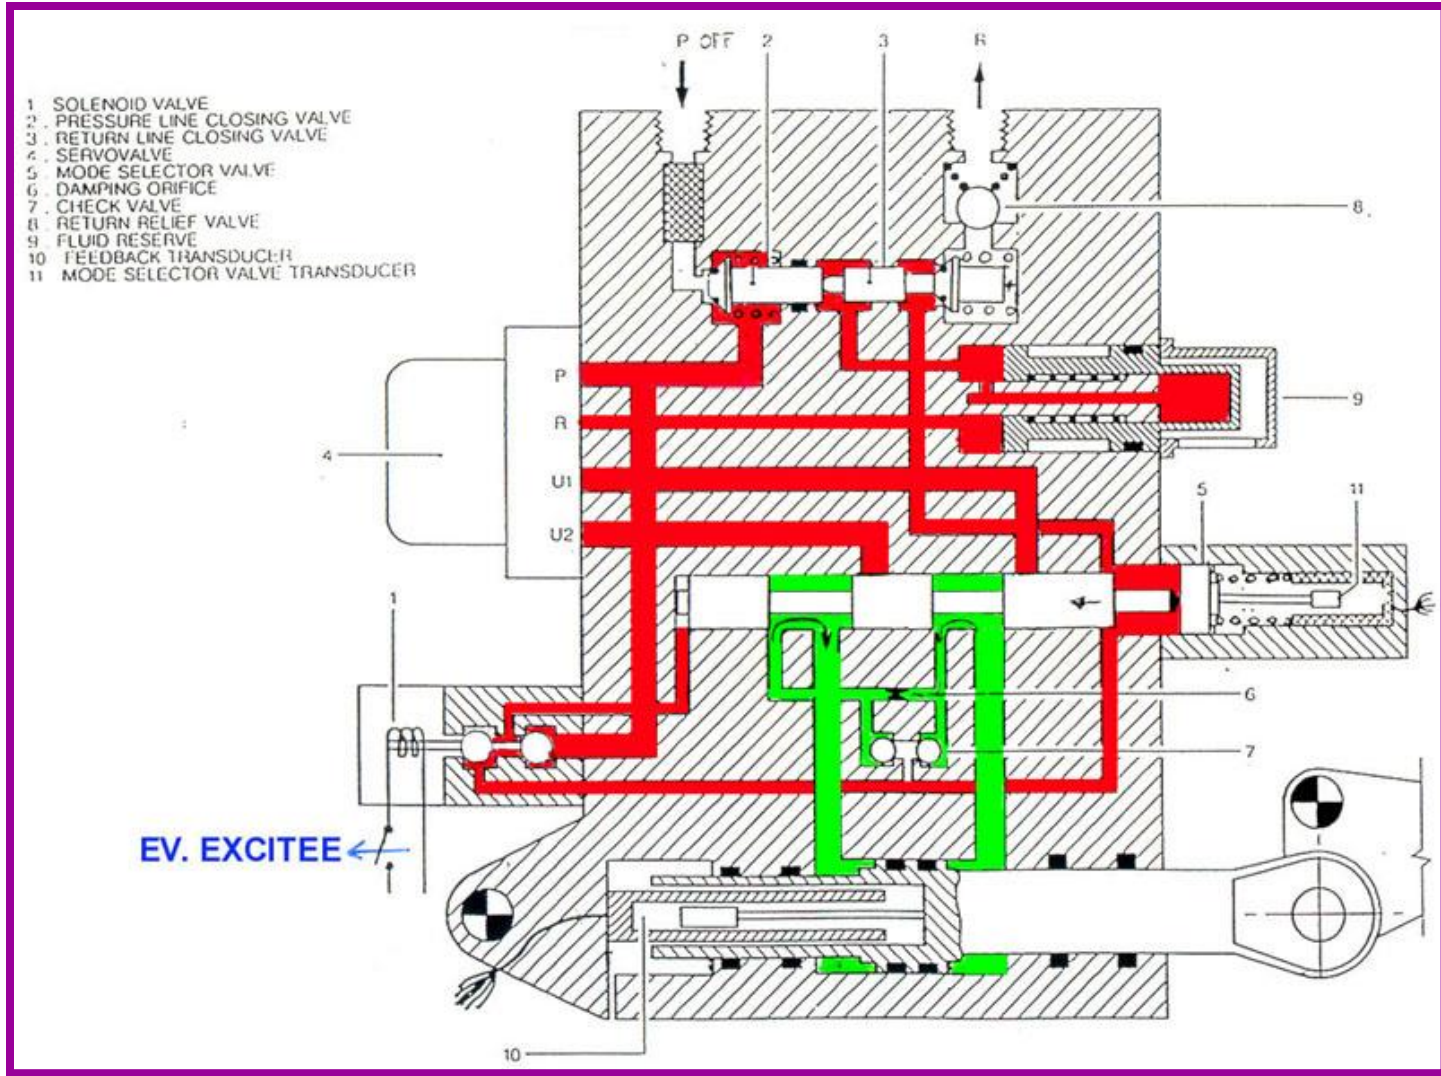 P OFF 2 3 R
1 SOLENOID VALVE
2 . PRESSURE LINE CLOSING VALVE
3 . RETURN LINE CLOSING VALVE
4 . SERVOVALVE
5 . MODE SELECTOR VALVE
6 . DAMPING ORIFICE
7 . CHECK VALVE
8 . RETURN RELIEF VALVE
9 . FLUID RESERVE
10 FEEDBACK TRANSDUCER
11 MODE SELECTOR VALVE TRANSDUCER
8
P
R
9
4
U1
5
11
U2
1
6
7
EV. EXCITEE
10